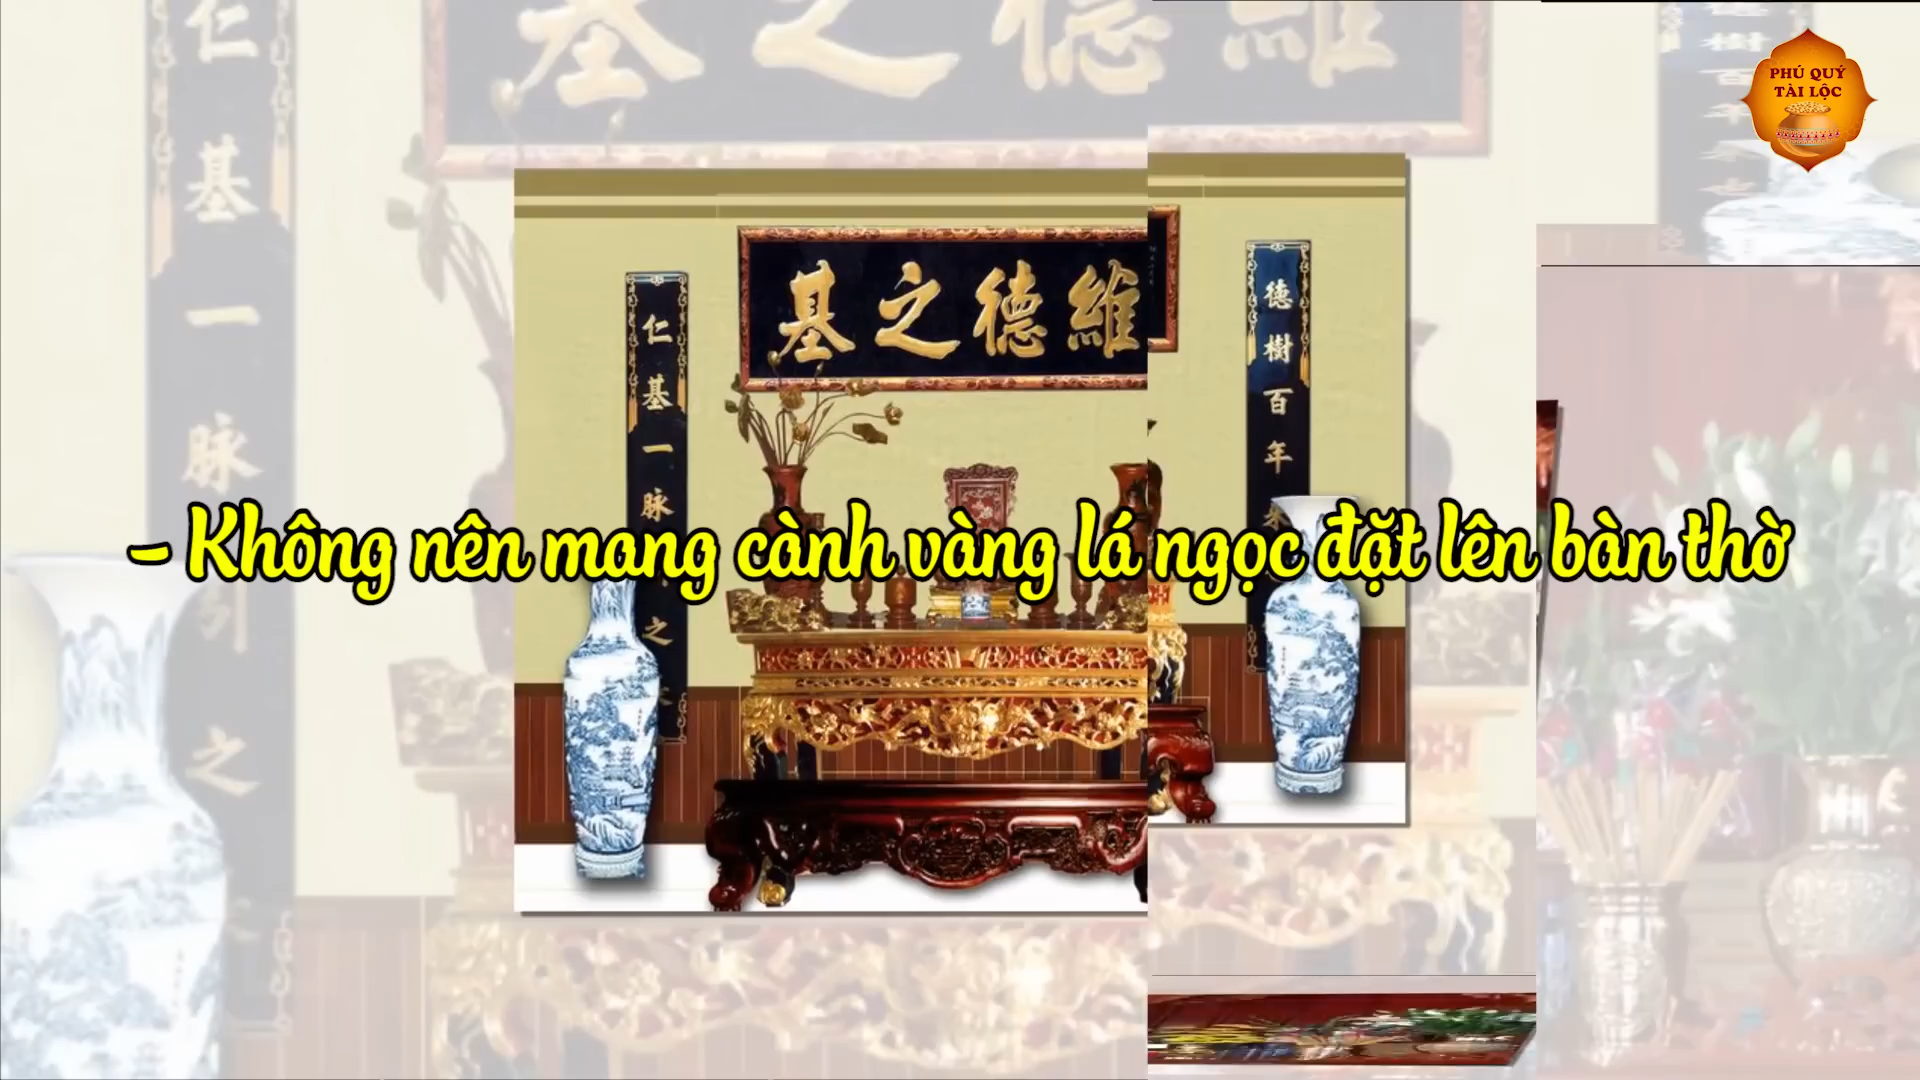 PHÚ QUÝ
TÀI LỘC
基之德維
仁基一脉
之
德樹百年
- Không nên mang cành vàng lá ngọc đặt lên bàn thờ